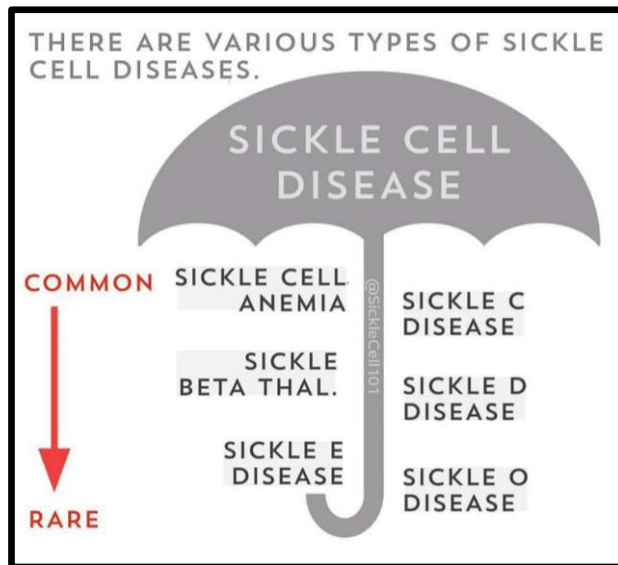 THERE ARE VARIOUS TYPES OF SICKLE
CELL DISEASES.
SICKLE CELL
DISEASE
COMMON
SICKLE CELL
ANEMIA
SICKLE C
DISEASE
SICKLE
BETA THAL.
SICKLE D
DISEASE
SICKLE E
DISEASE
SICKLE O
DISEASE
RARE
@SickleCell101